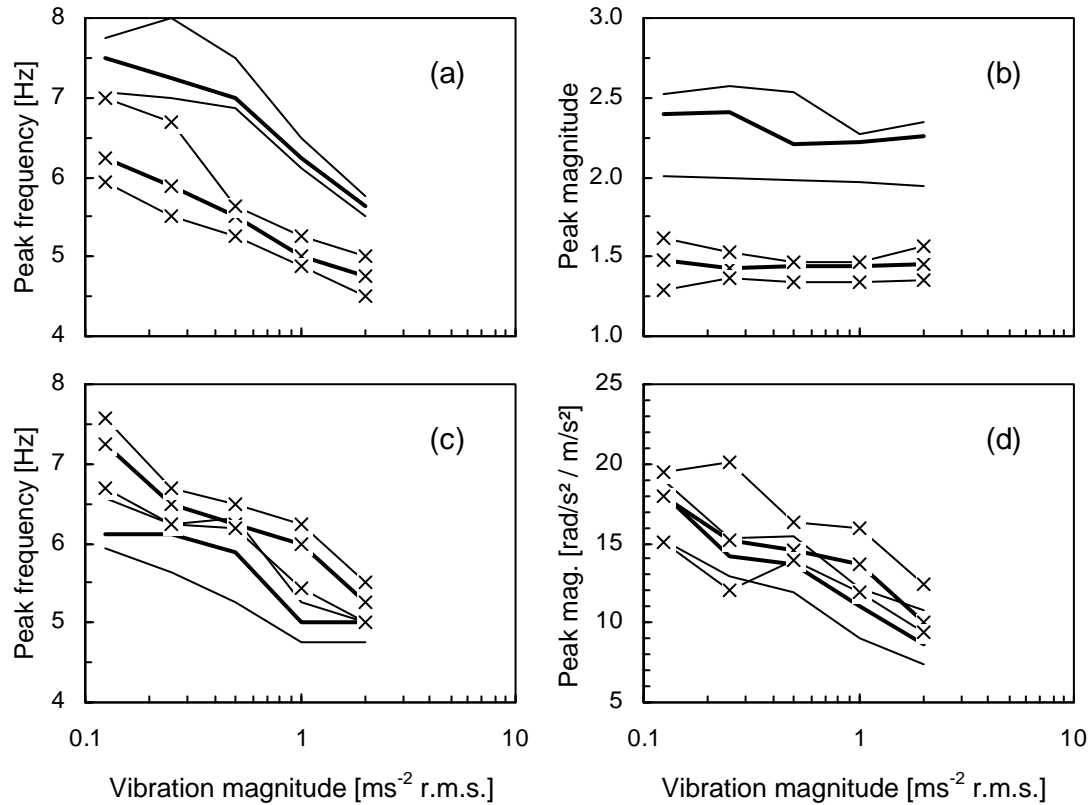 8
7
6
5
4
Peak frequency [Hz]
(a)
3.0
2.5
2.0
1.5
1.0
Peak magnitude
(b)
8
7
6
5
4
Peak frequency [Hz]
(c)
0.1
1
10
Vibration magnitude [ms⁻² r.m.s.]
25
20
15
10
5
Peak mag. [rad/s² / m/s²]
(d)
0.1
1
10
Vibration magnitude [ms⁻² r.m.s.]